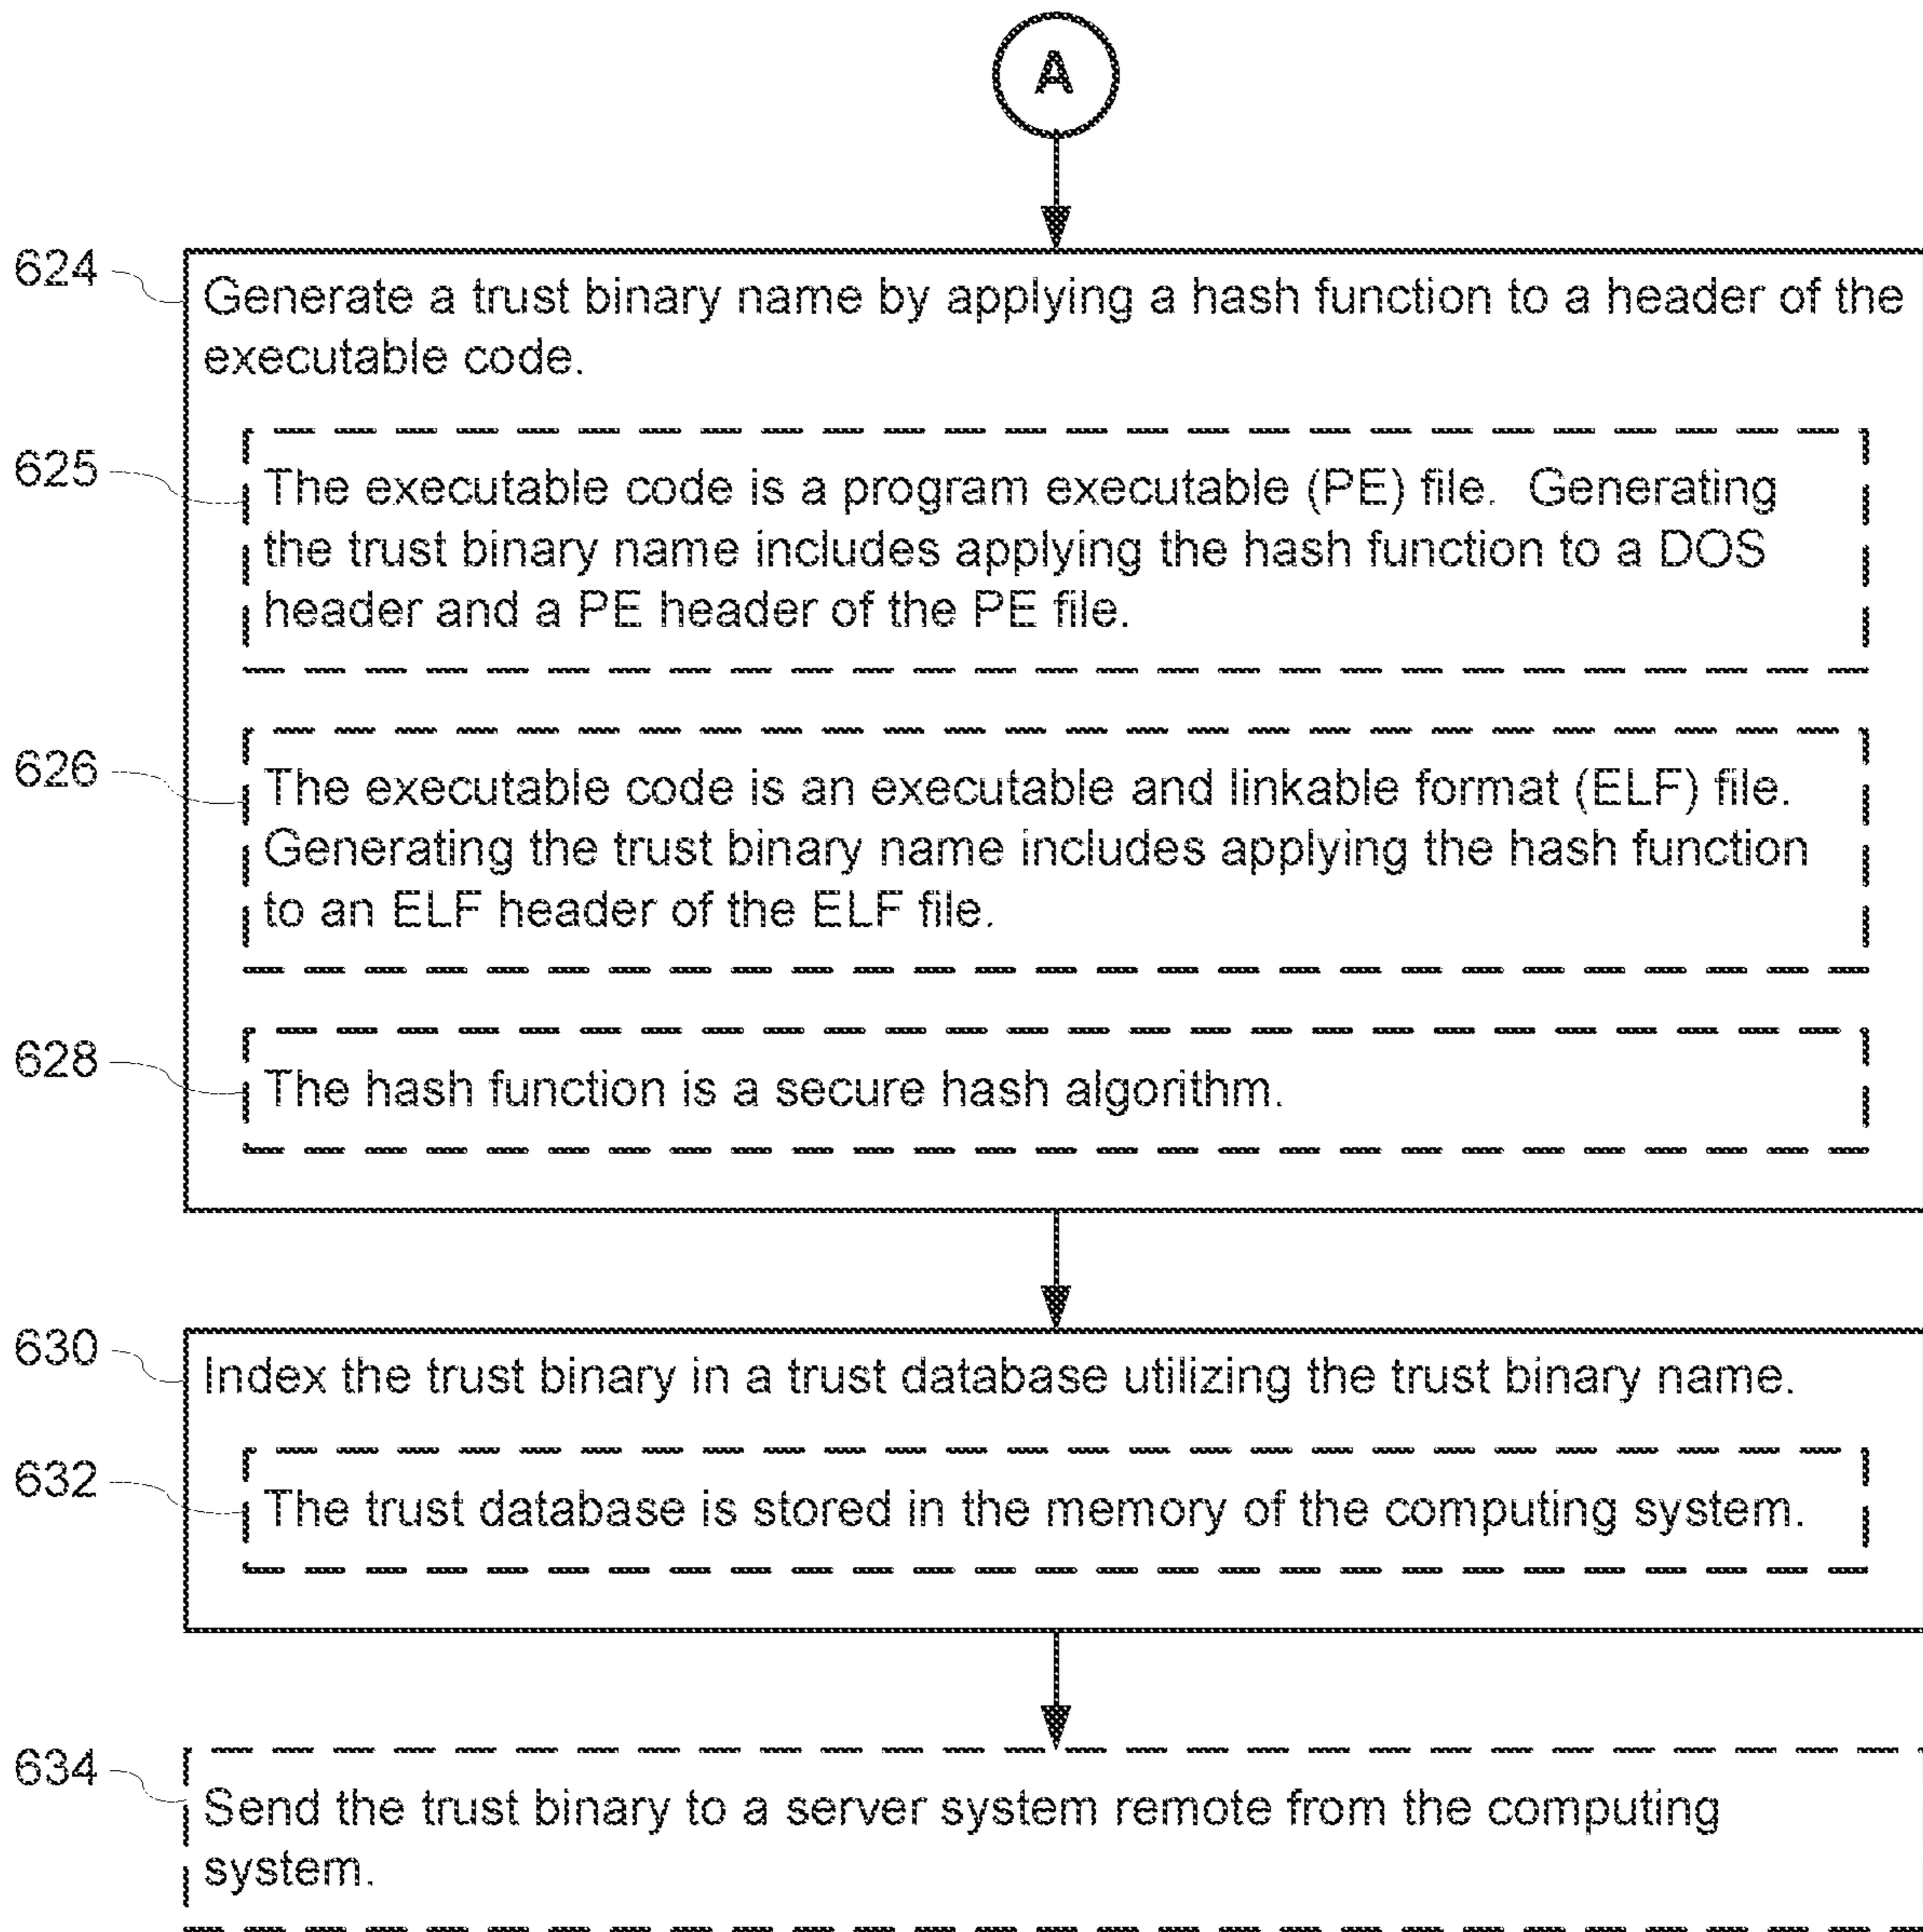 A
624
Generate a trust binary name by applying a hash function to a header of the
executable code.
625
The executable code is a program executable (PE) file. Generating
the trust binary name includes applying the hash function to a DOS
header and a PE header of the PE file.
626
The executable code is an executable and linkable format (ELF) file.
Generating the trust binary name includes applying the hash function
to an ELF header of the ELF file.
628
The hash function is a secure hash algorithm.
630
Index the trust binary in a trust database utilizing the trust binary name.
632
The trust database is stored in the memory of the computing system.
634
Send the trust binary to a server system remote from the computing
system.